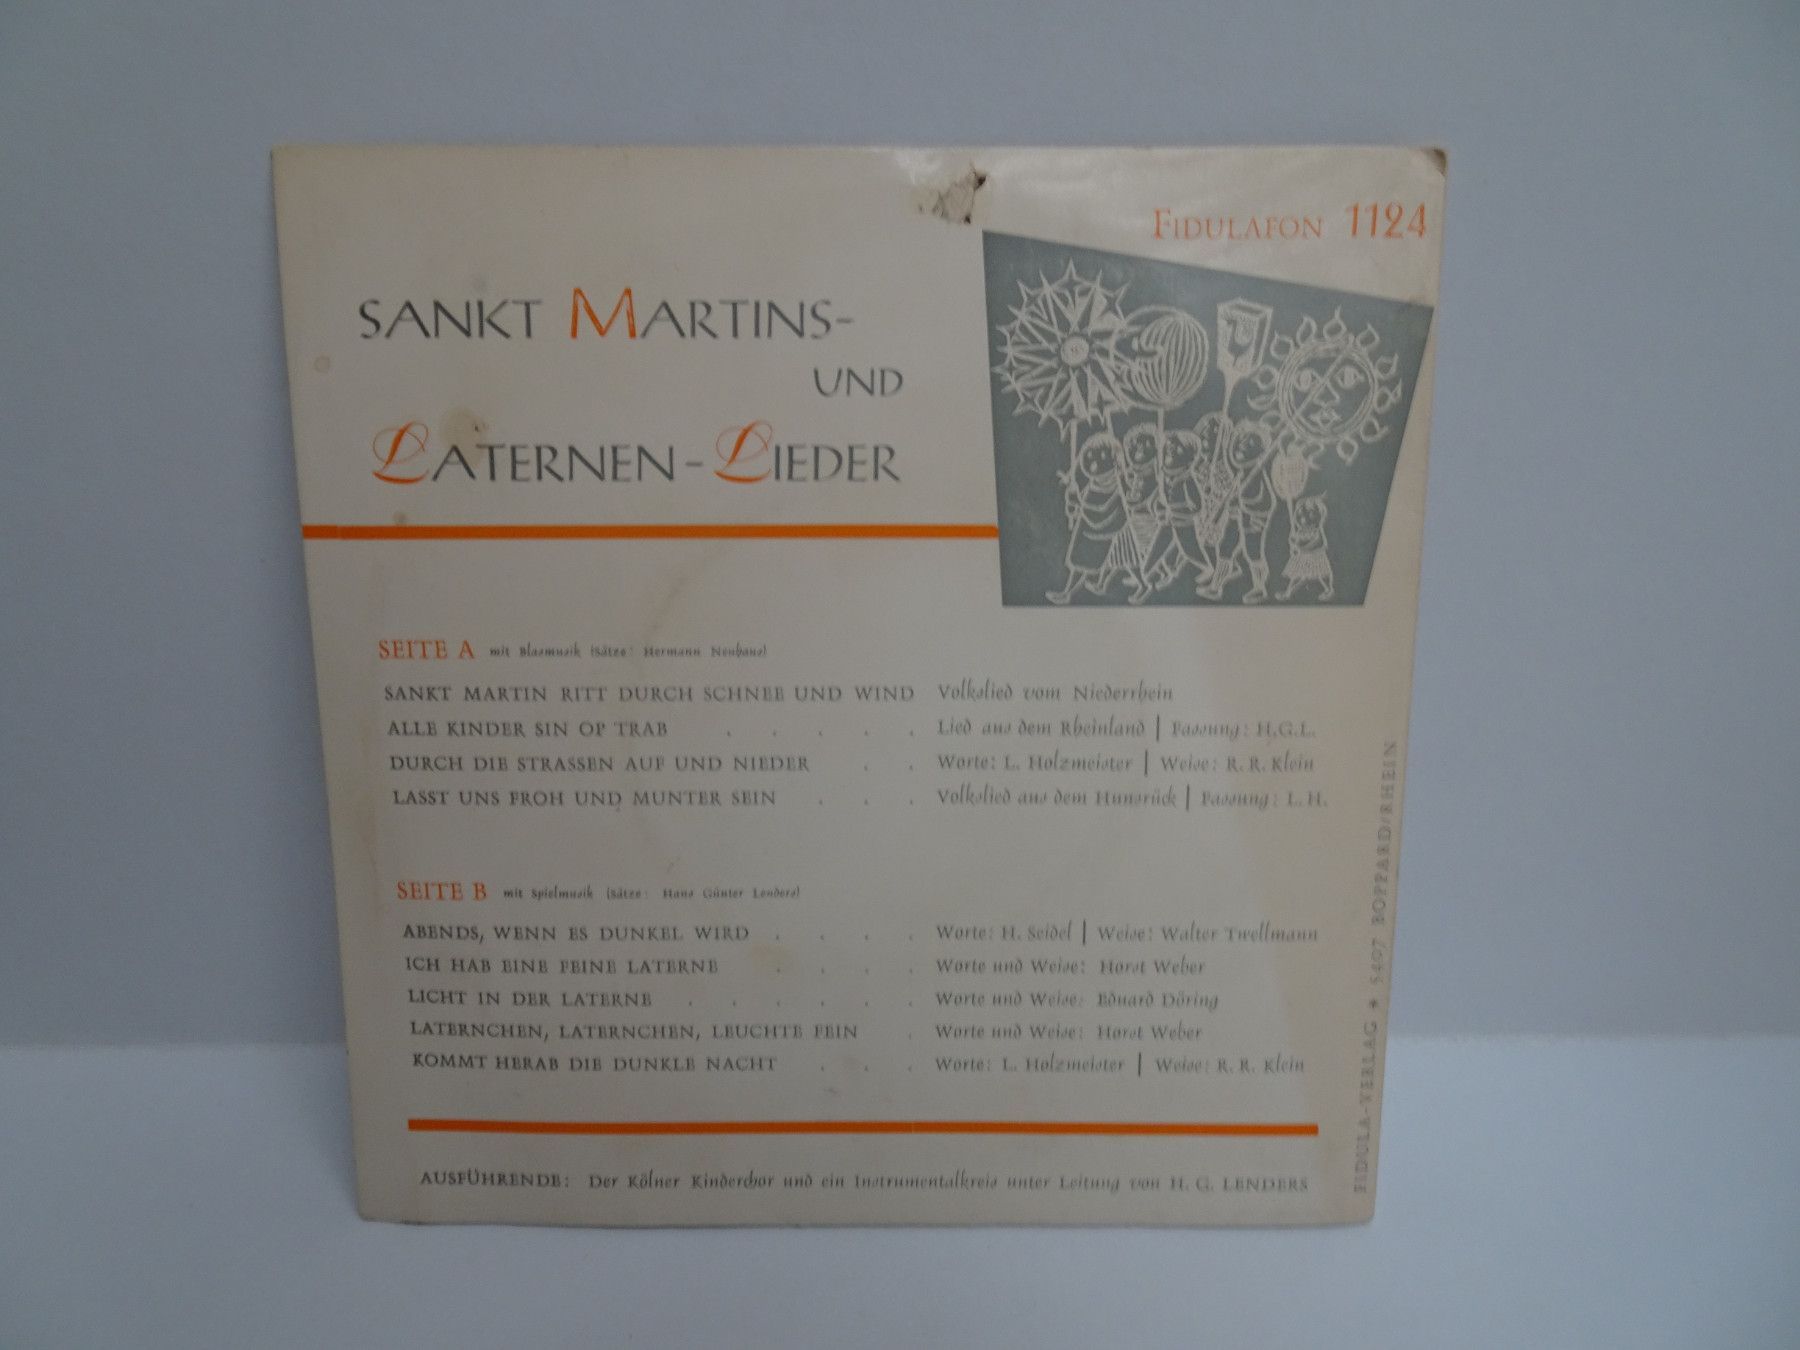 FIDULAFON 1124
SANKT MARTINS-
UND
LATERNEN-LIEDER
SEITE A mit Blasmusik (Sätze: Hermann Neuhaus)
SANKT MARTIN RITT DURCH SCHNEE UND WIND Volkslied vom Niederrhein
ALLE KINDER SIN OP TRAB . . . . . Lied aus dem Rheinland | Fassung: H.G.L.
DURCH DIE STRASSEN AUF UND NIEDER . . Worte: L. Holzmeister | Weise: R. R. Klein
LASST UNS FROH UND MUNTER SEIN . . . Volkslied aus dem Hunsrück | Fassung: L. H.
SEITE B mit Spielmusik (Sätze: Hans Günter Lenders)
ABENDS, WENN ES DUNKEL WIRD . . . . Worte: H. Seidel | Weise: Walter Twellmann
ICH HAB EINE FEINE LATERNE . . . . Worte und Weise: Horst Weber
LICHT IN DER LATERNE . . . . . . Worte und Weise: Eduard Döring
LATERNCHEN, LATERNCHEN, LEUCHTE FEIN . Worte und Weise: Horst Weber
KOMMT HERAB DIE DUNKLE NACHT . . . Worte: L. Holzmeister | Weise: R. R. Klein
AUSFÜHRENDE: Der Kölner Kinderchor und ein Instrumentalkreis unter Leitung von H. G. LENDERS
FIDULA-VERLAG * 5407 BOPPARD/RHEIN